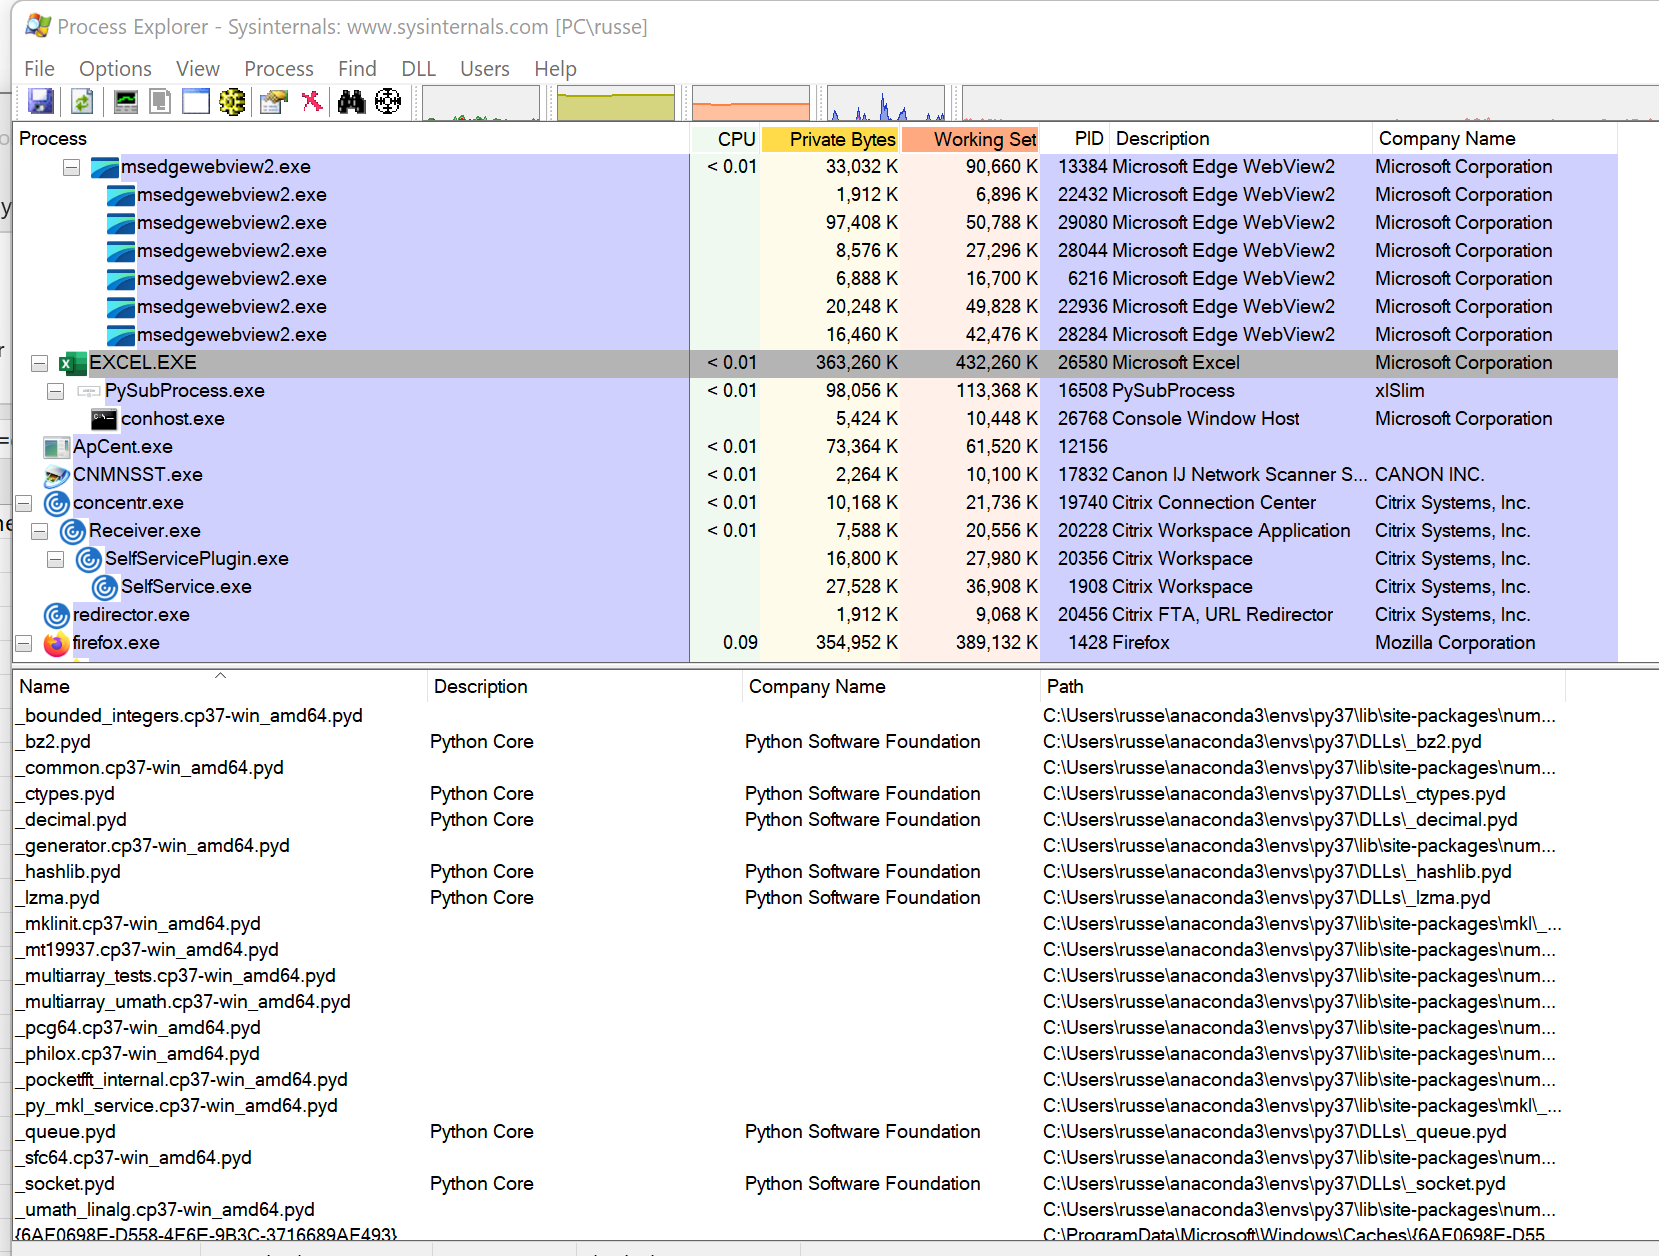 Process Explorer - Sysinternals: www.sysinternals.com [PC\russe]
File Options View Process Find DLL Users Help
Process CPU Private Bytes Working Set PID Description Company Name
msedgewebview2.exe < 0.01 33,032 K 90,660 K 13384 Microsoft Edge WebView2 Microsoft Corporation
msedgewebview2.exe 1,912 K 6,896 K 22432 Microsoft Edge WebView2 Microsoft Corporation
msedgewebview2.exe 97,408 K 50,788 K 29080 Microsoft Edge WebView2 Microsoft Corporation
msedgewebview2.exe 8,576 K 27,296 K 28044 Microsoft Edge WebView2 Microsoft Corporation
msedgewebview2.exe 6,888 K 16,700 K 6216 Microsoft Edge WebView2 Microsoft Corporation
msedgewebview2.exe 20,248 K 49,828 K 22936 Microsoft Edge WebView2 Microsoft Corporation
msedgewebview2.exe 16,460 K 42,476 K 28284 Microsoft Edge WebView2 Microsoft Corporation
EXCEL.EXE < 0.01 363,260 K 432,260 K 26580 Microsoft Excel Microsoft Corporation
PySubProcess.exe < 0.01 98,056 K 113,368 K 16508 PySubProcess xlSlim
conhost.exe 5,424 K 10,448 K 26768 Console Window Host Microsoft Corporation
ApCent.exe < 0.01 73,364 K 61,520 K 12156
CNMNSST.exe < 0.01 2,264 K 10,100 K 17832 Canon IJ Network Scanner S... CANON INC.
concentr.exe < 0.01 10,168 K 21,736 K 19740 Citrix Connection Center Citrix Systems, Inc.
Receiver.exe < 0.01 7,588 K 20,556 K 20228 Citrix Workspace Application Citrix Systems, Inc.
SelfServicePlugin.exe 16,800 K 27,980 K 20356 Citrix Workspace Citrix Systems, Inc.
SelfService.exe 27,528 K 36,908 K 1908 Citrix Workspace Citrix Systems, Inc.
redirector.exe 1,912 K 9,068 K 20456 Citrix FTA, URL Redirector Citrix Systems, Inc.
firefox.exe 0.09 354,952 K 389,132 K 1428 Firefox Mozilla Corporation
Name Description Company Name Path
_bounded_integers.cp37-win_amd64.pyd C:\Users\russe\anaconda3\envs\py37\lib\site-packages\num...
_bz2.pyd Python Core Python Software Foundation C:\Users\russe\anaconda3\envs\py37\DLLs\_bz2.pyd
_common.cp37-win_amd64.pyd C:\Users\russe\anaconda3\envs\py37\lib\site-packages\num...
_ctypes.pyd Python Core Python Software Foundation C:\Users\russe\anaconda3\envs\py37\DLLs\_ctypes.pyd
_decimal.pyd Python Core Python Software Foundation C:\Users\russe\anaconda3\envs\py37\DLLs\_decimal.pyd
_generator.cp37-win_amd64.pyd C:\Users\russe\anaconda3\envs\py37\lib\site-packages\num...
_hashlib.pyd Python Core Python Software Foundation C:\Users\russe\anaconda3\envs\py37\DLLs\_hashlib.pyd
_lzma.pyd Python Core Python Software Foundation C:\Users\russe\anaconda3\envs\py37\DLLs\_lzma.pyd
_mklinit.cp37-win_amd64.pyd C:\Users\russe\anaconda3\envs\py37\lib\site-packages\mkl\_...
_mt19937.cp37-win_amd64.pyd C:\Users\russe\anaconda3\envs\py37\lib\site-packages\num...
_multiarray_tests.cp37-win_amd64.pyd C:\Users\russe\anaconda3\envs\py37\lib\site-packages\num...
_multiarray_umath.cp37-win_amd64.pyd C:\Users\russe\anaconda3\envs\py37\lib\site-packages\num...
_pcg64.cp37-win_amd64.pyd C:\Users\russe\anaconda3\envs\py37\lib\site-packages\num...
_philox.cp37-win_amd64.pyd C:\Users\russe\anaconda3\envs\py37\lib\site-packages\num...
_pocketfft_internal.cp37-win_amd64.pyd C:\Users\russe\anaconda3\envs\py37\lib\site-packages\num...
_py_mkl_service.cp37-win_amd64.pyd C:\Users\russe\anaconda3\envs\py37\lib\site-packages\mkl\_...
_queue.pyd Python Core Python Software Foundation C:\Users\russe\anaconda3\envs\py37\DLLs\_queue.pyd
_sfc64.cp37-win_amd64.pyd C:\Users\russe\anaconda3\envs\py37\lib\site-packages\num...
_socket.pyd Python Core Python Software Foundation C:\Users\russe\anaconda3\envs\py37\DLLs\_socket.pyd
_umath_linalg.cp37-win_amd64.pyd C:\Users\russe\anaconda3\envs\py37\lib\site-packages\num...
{6AF0698E-D558-4F6E-9B3C-3716689AF493} C:\ProgramData\Microsoft\Windows\Caches\{6AF0698E-D55